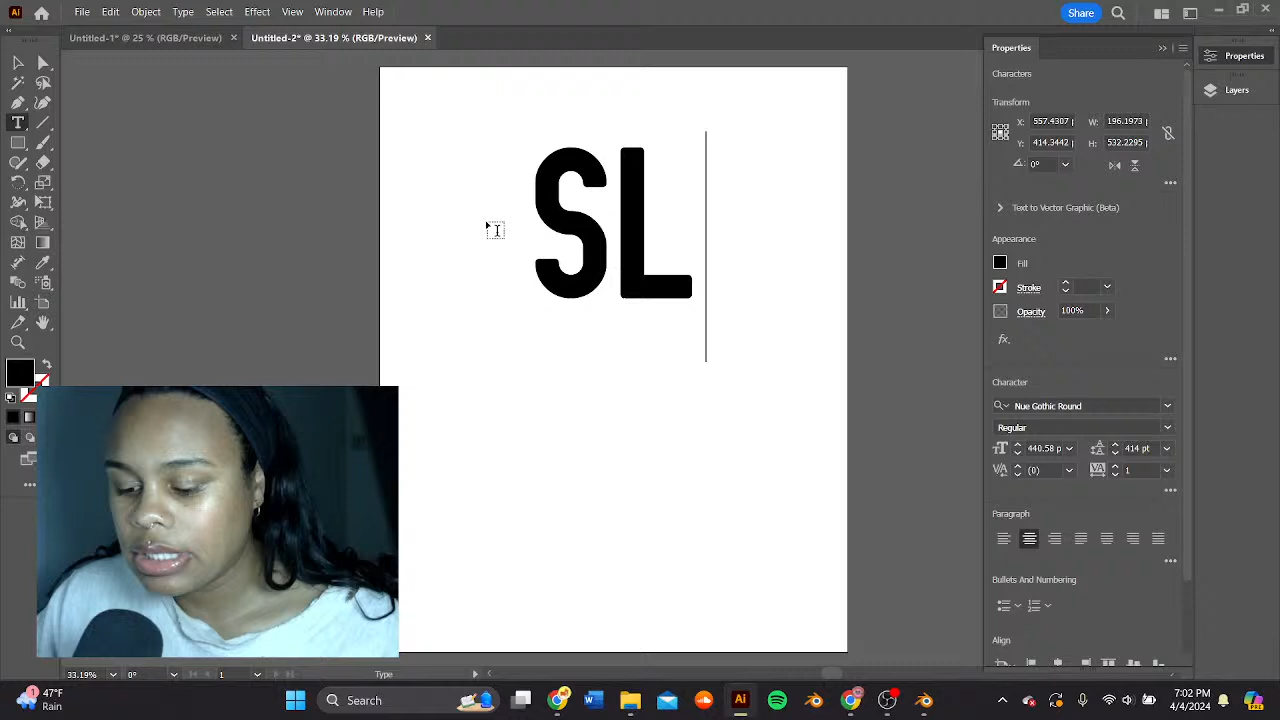 Ai File Edit Object Type Select Effect View Window Help Share
Untitled-1* @ 25 % (RGB/Preview) × Untitled-2* @ 33.19 % (RGB/Preview) ×
Properties
Properties
Layers
Characters
Transform
X: 557.4307 W: 196.1973
Y: 414.3442 H: 532.2295
0°
Text to Vector Graphic (Beta)
Appearance
Fill
Stroke
Opacity 100%
fx.
Character
Nue Gothic Round
Regular
440.58 p 414 pt
(0) 1
Paragraph
Bullets And Numbering
Align
SL
33.19% 0° 1 Type
47°F
Rain
Search
7:02 PM
4/4/2024